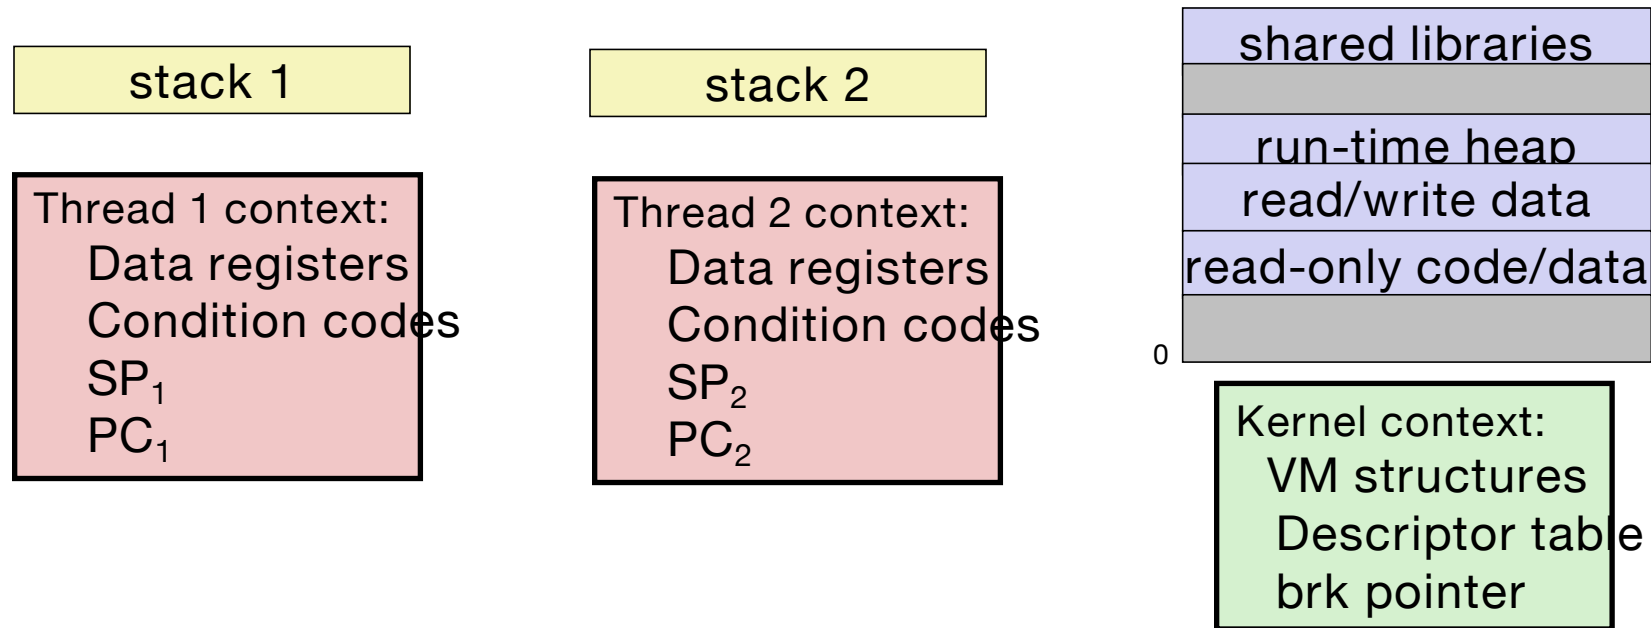 stack 1
Thread 1 context:
Data registers
Condition codes
SP₁
PC₁
stack 2
Thread 2 context:
Data registers
Condition codes
SP₂
PC₂
shared libraries
run-time heap
read/write data
read-only code/data
0
Kernel context:
VM structures
Descriptor table
brk pointer